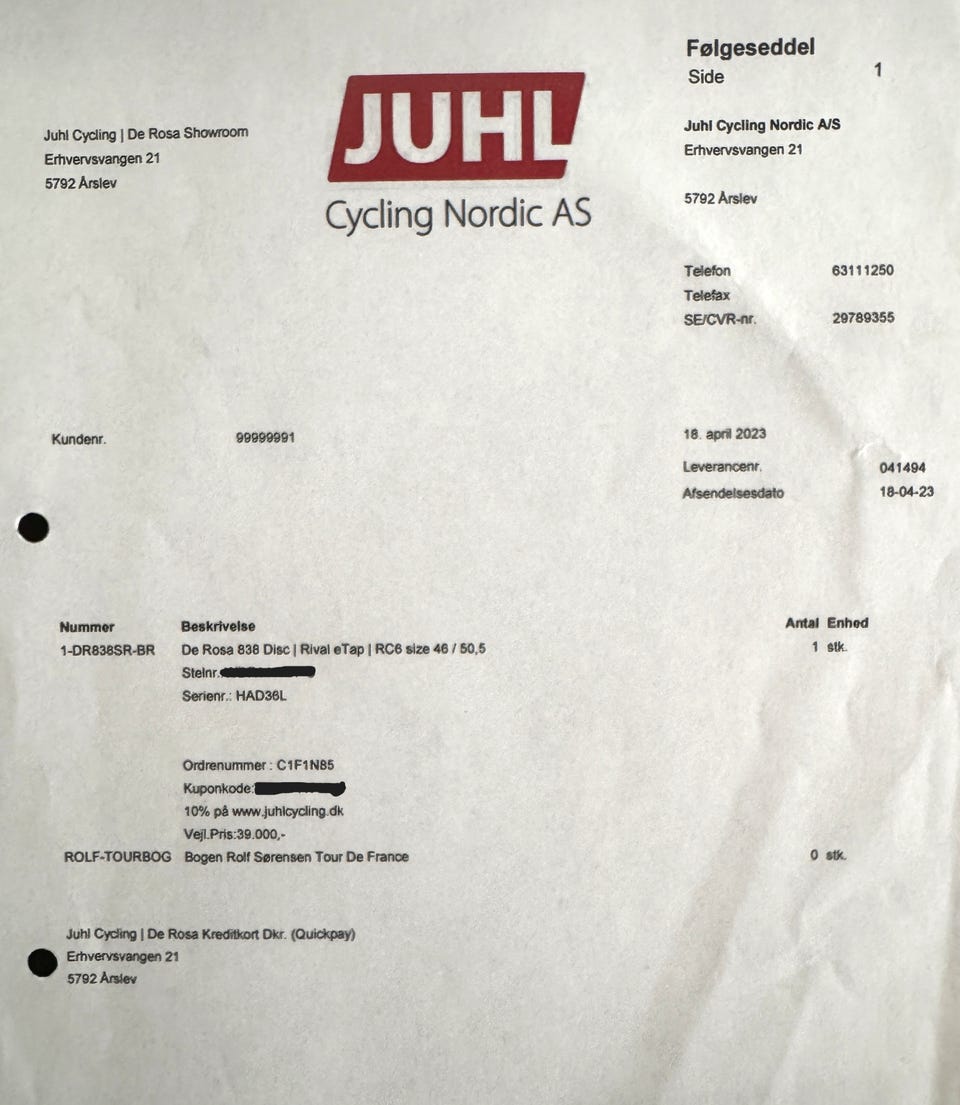 Følgeseddel
Side 1
JUHL
Cycling Nordic AS
Juhl Cycling | De Rosa Showroom
Erhvervsvangen 21
5792 Årslev
Juhl Cycling Nordic A/S
Erhvervsvangen 21
5792 Årslev
Telefon 63111250
Telefax
SE/CVR-nr. 29789355
Kundenr. 99999991
18. april 2023
Leverancenr. 041494
Afsendelsesdato 18-04-23
Nummer Beskrivelse Antal Enhed
1-DR838SR-BR De Rosa 838 Disc | Rival eTap | RC6 size 46 / 50,5 1 stk.
Stelnr.
Serienr.: HAD36L
Ordrenummer : C1F1N85
Kuponkode:
10% på www.juhlcycling.dk
Vejl.Pris:39.000,-
ROLF-TOURBOG Bogen Rolf Sørensen Tour De France 0 stk.
Juhl Cycling | De Rosa Kreditkort Dkr. (Quickpay)
Erhvervsvangen 21
5792 Årslev